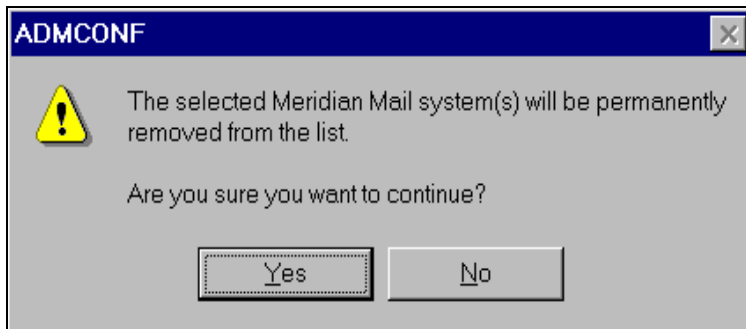 ADMCONF
The selected Meridian Mail system(s) will be permanently
removed from the list.
Are you sure you want to continue?
Yes
No